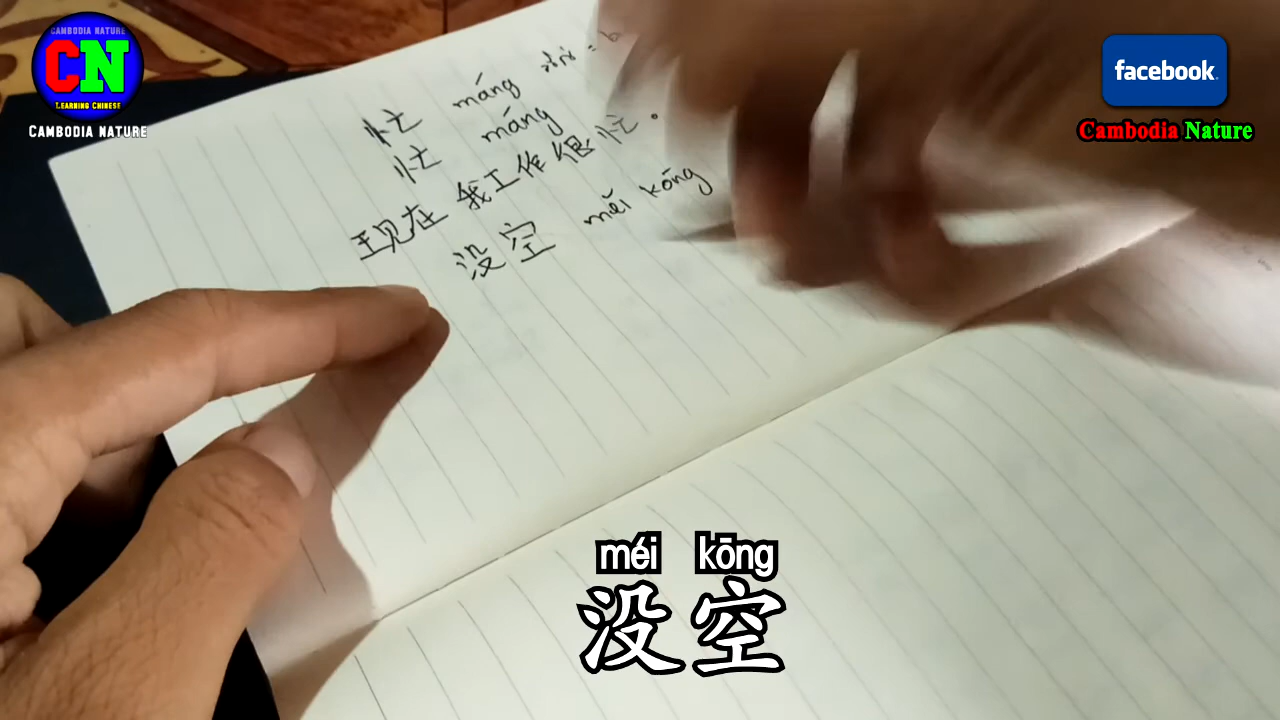 CAMBODIA NATURE
CN
LEARNING CHINESE
CAMBODIA NATURE
facebook
Cambodia Nature
忙 máng
忙 máng
现在 我工作很忙。
没空 měi kóng
méi kōng
没空